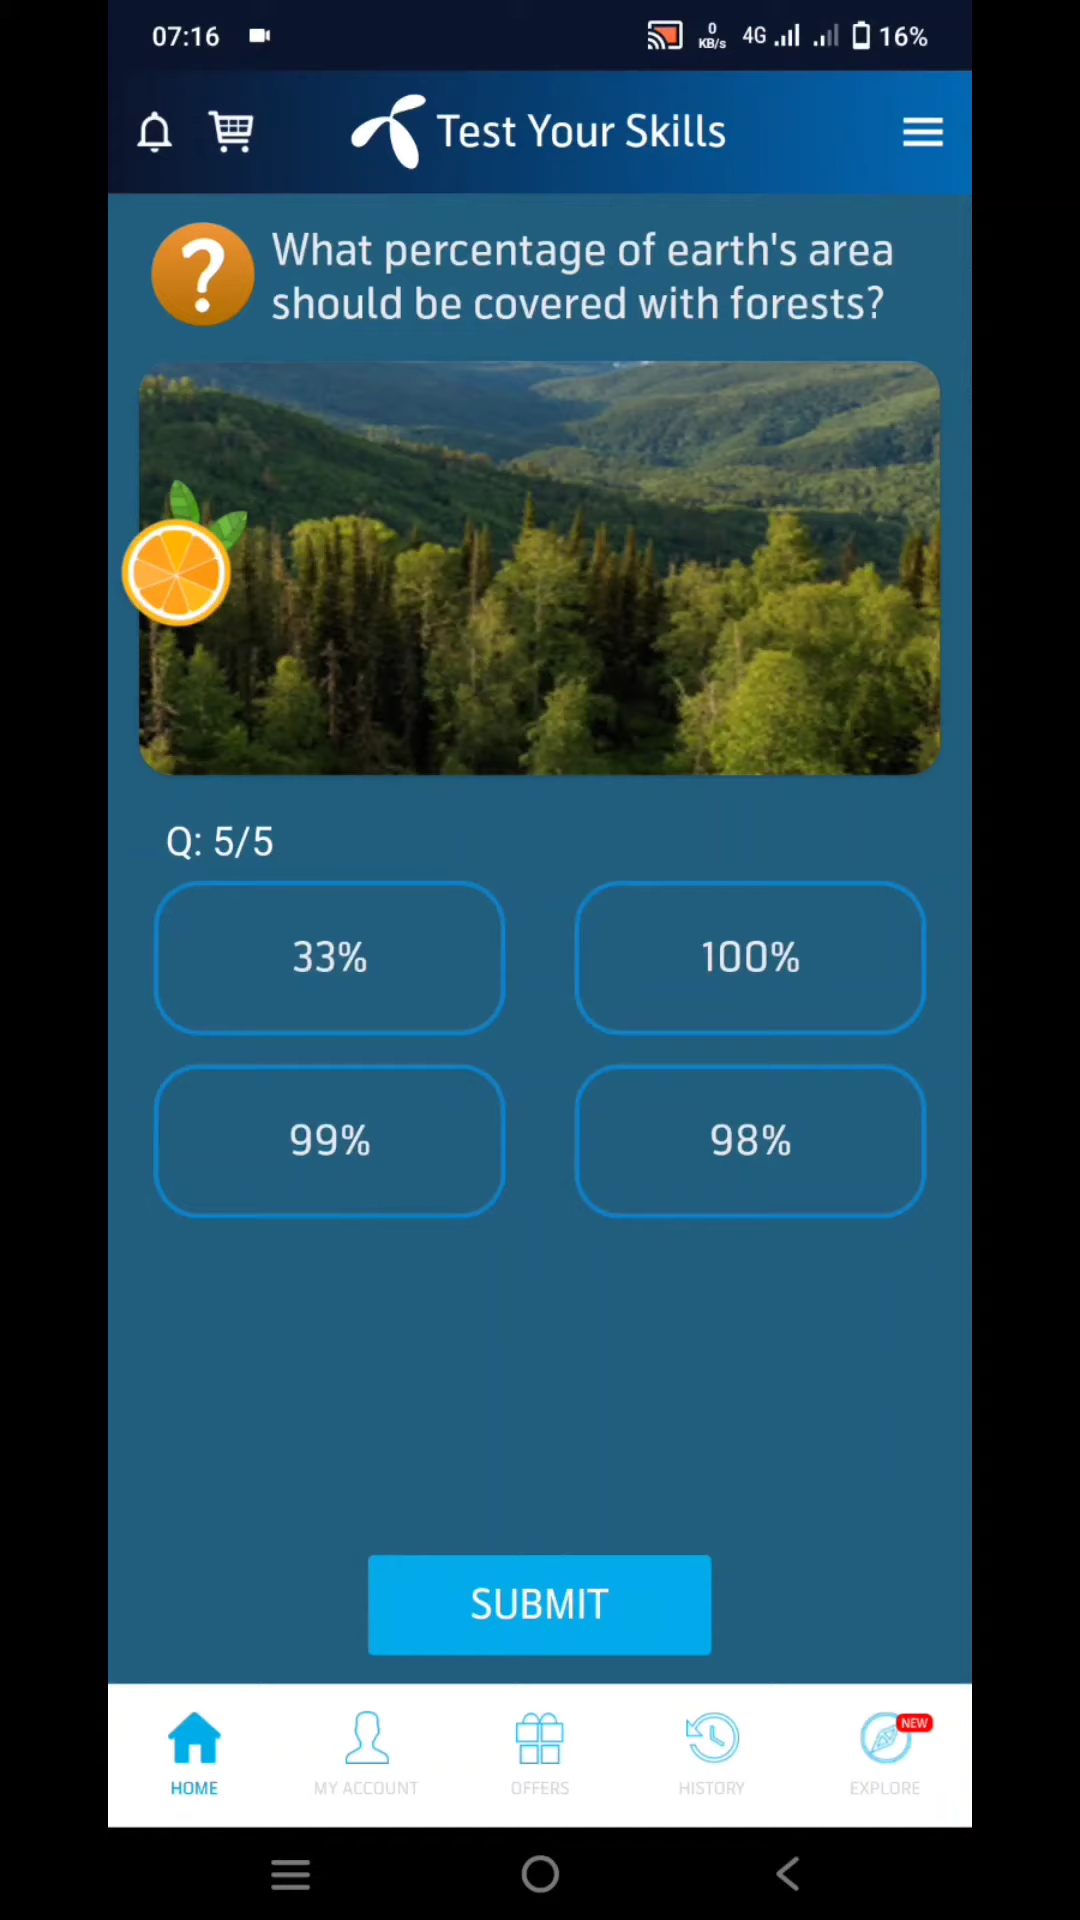 07:16
0
KB/s
4G
16%
Test Your Skills
?
What percentage of earth's area
should be covered with forests?
Q: 5/5
33%
100%
99%
98%
SUBMIT
NEW
HOME
MY ACCOUNT
OFFERS
HISTORY
EXPLORE